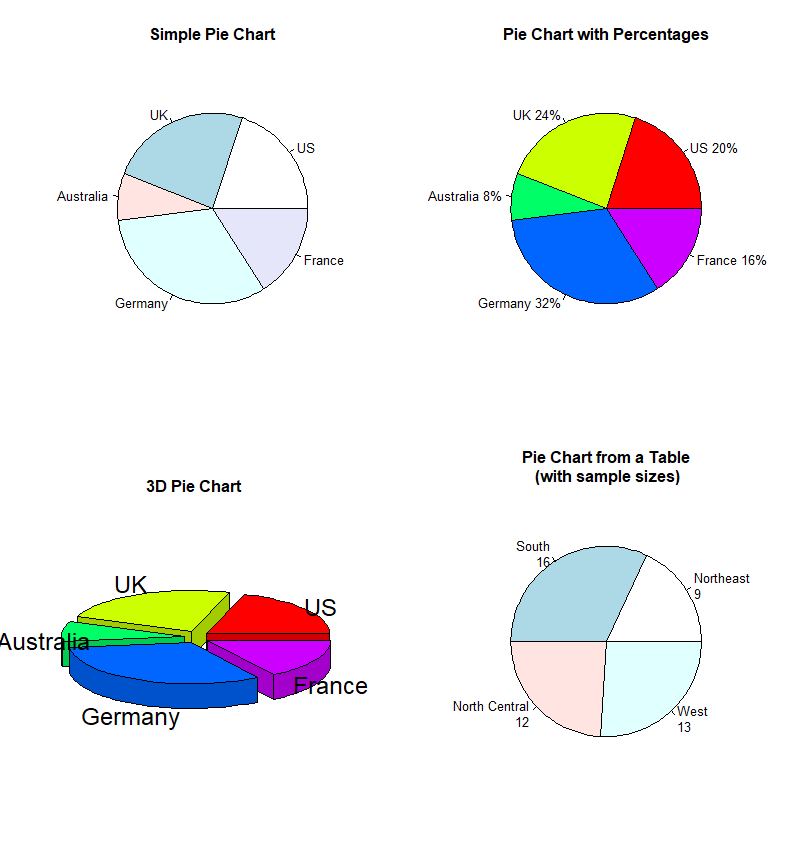 Simple Pie Chart
UK
US
Australia
France
Germany
Pie Chart with Percentages
UK 24%
US 20%
Australia 8%
France 16%
Germany 32%
3D Pie Chart
UK
US
Australia
France
Germany
Pie Chart from a Table
(with sample sizes)
South
16
Northeast
9
North Central
12
West
13